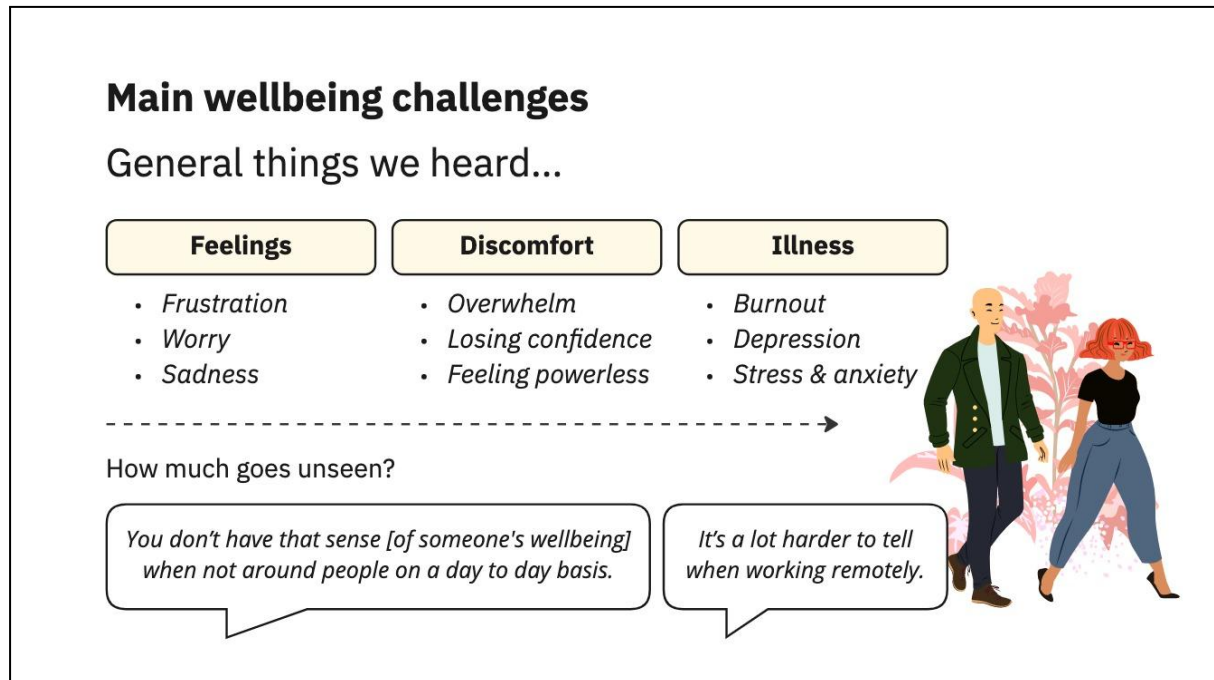 Main wellbeing challenges
General things we heard...
Feelings
• Frustration
• Worry
• Sadness
Discomfort
• Overwhelm
• Losing confidence
• Feeling powerless
Illness
• Burnout
• Depression
• Stress & anxiety
How much goes unseen?
You don’t have that sense [of someone's wellbeing]
when not around people on a day to day basis.
It’s a lot harder to tell
when working remotely.